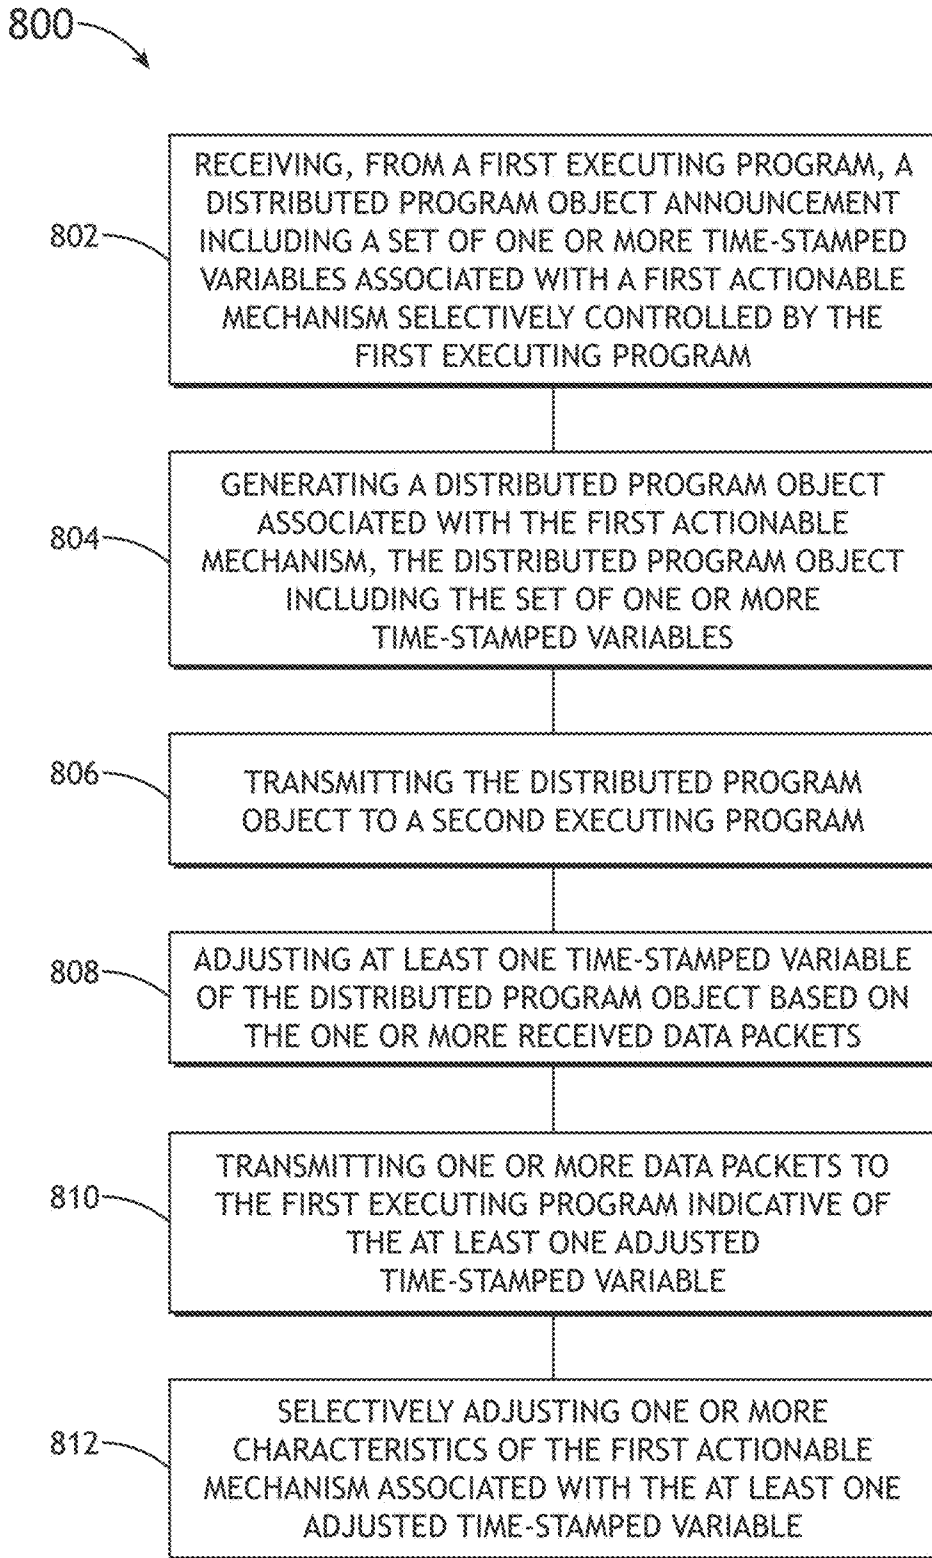 800
802
RECEIVING, FROM A FIRST EXECUTING PROGRAM, A
DISTRIBUTED PROGRAM OBJECT ANNOUNCEMENT
INCLUDING A SET OF ONE OR MORE TIME-STAMPED
VARIABLES ASSOCIATED WITH A FIRST ACTIONABLE
MECHANISM SELECTIVELY CONTROLLED BY THE
FIRST EXECUTING PROGRAM
804
GENERATING A DISTRIBUTED PROGRAM OBJECT
ASSOCIATED WITH THE FIRST ACTIONABLE
MECHANISM, THE DISTRIBUTED PROGRAM OBJECT
INCLUDING THE SET OF ONE OR MORE
TIME-STAMPED VARIABLES
806
TRANSMITTING THE DISTRIBUTED PROGRAM
OBJECT TO A SECOND EXECUTING PROGRAM
808
ADJUSTING AT LEAST ONE TIME-STAMPED VARIABLE
OF THE DISTRIBUTED PROGRAM OBJECT BASED ON
THE ONE OR MORE RECEIVED DATA PACKETS
810
TRANSMITTING ONE OR MORE DATA PACKETS TO
THE FIRST EXECUTING PROGRAM INDICATIVE OF
THE AT LEAST ONE ADJUSTED
TIME-STAMPED VARIABLE
812
SELECTIVELY ADJUSTING ONE OR MORE
CHARACTERISTICS OF THE FIRST ACTIONABLE
MECHANISM ASSOCIATED WITH THE AT LEAST ONE
ADJUSTED TIME-STAMPED VARIABLE